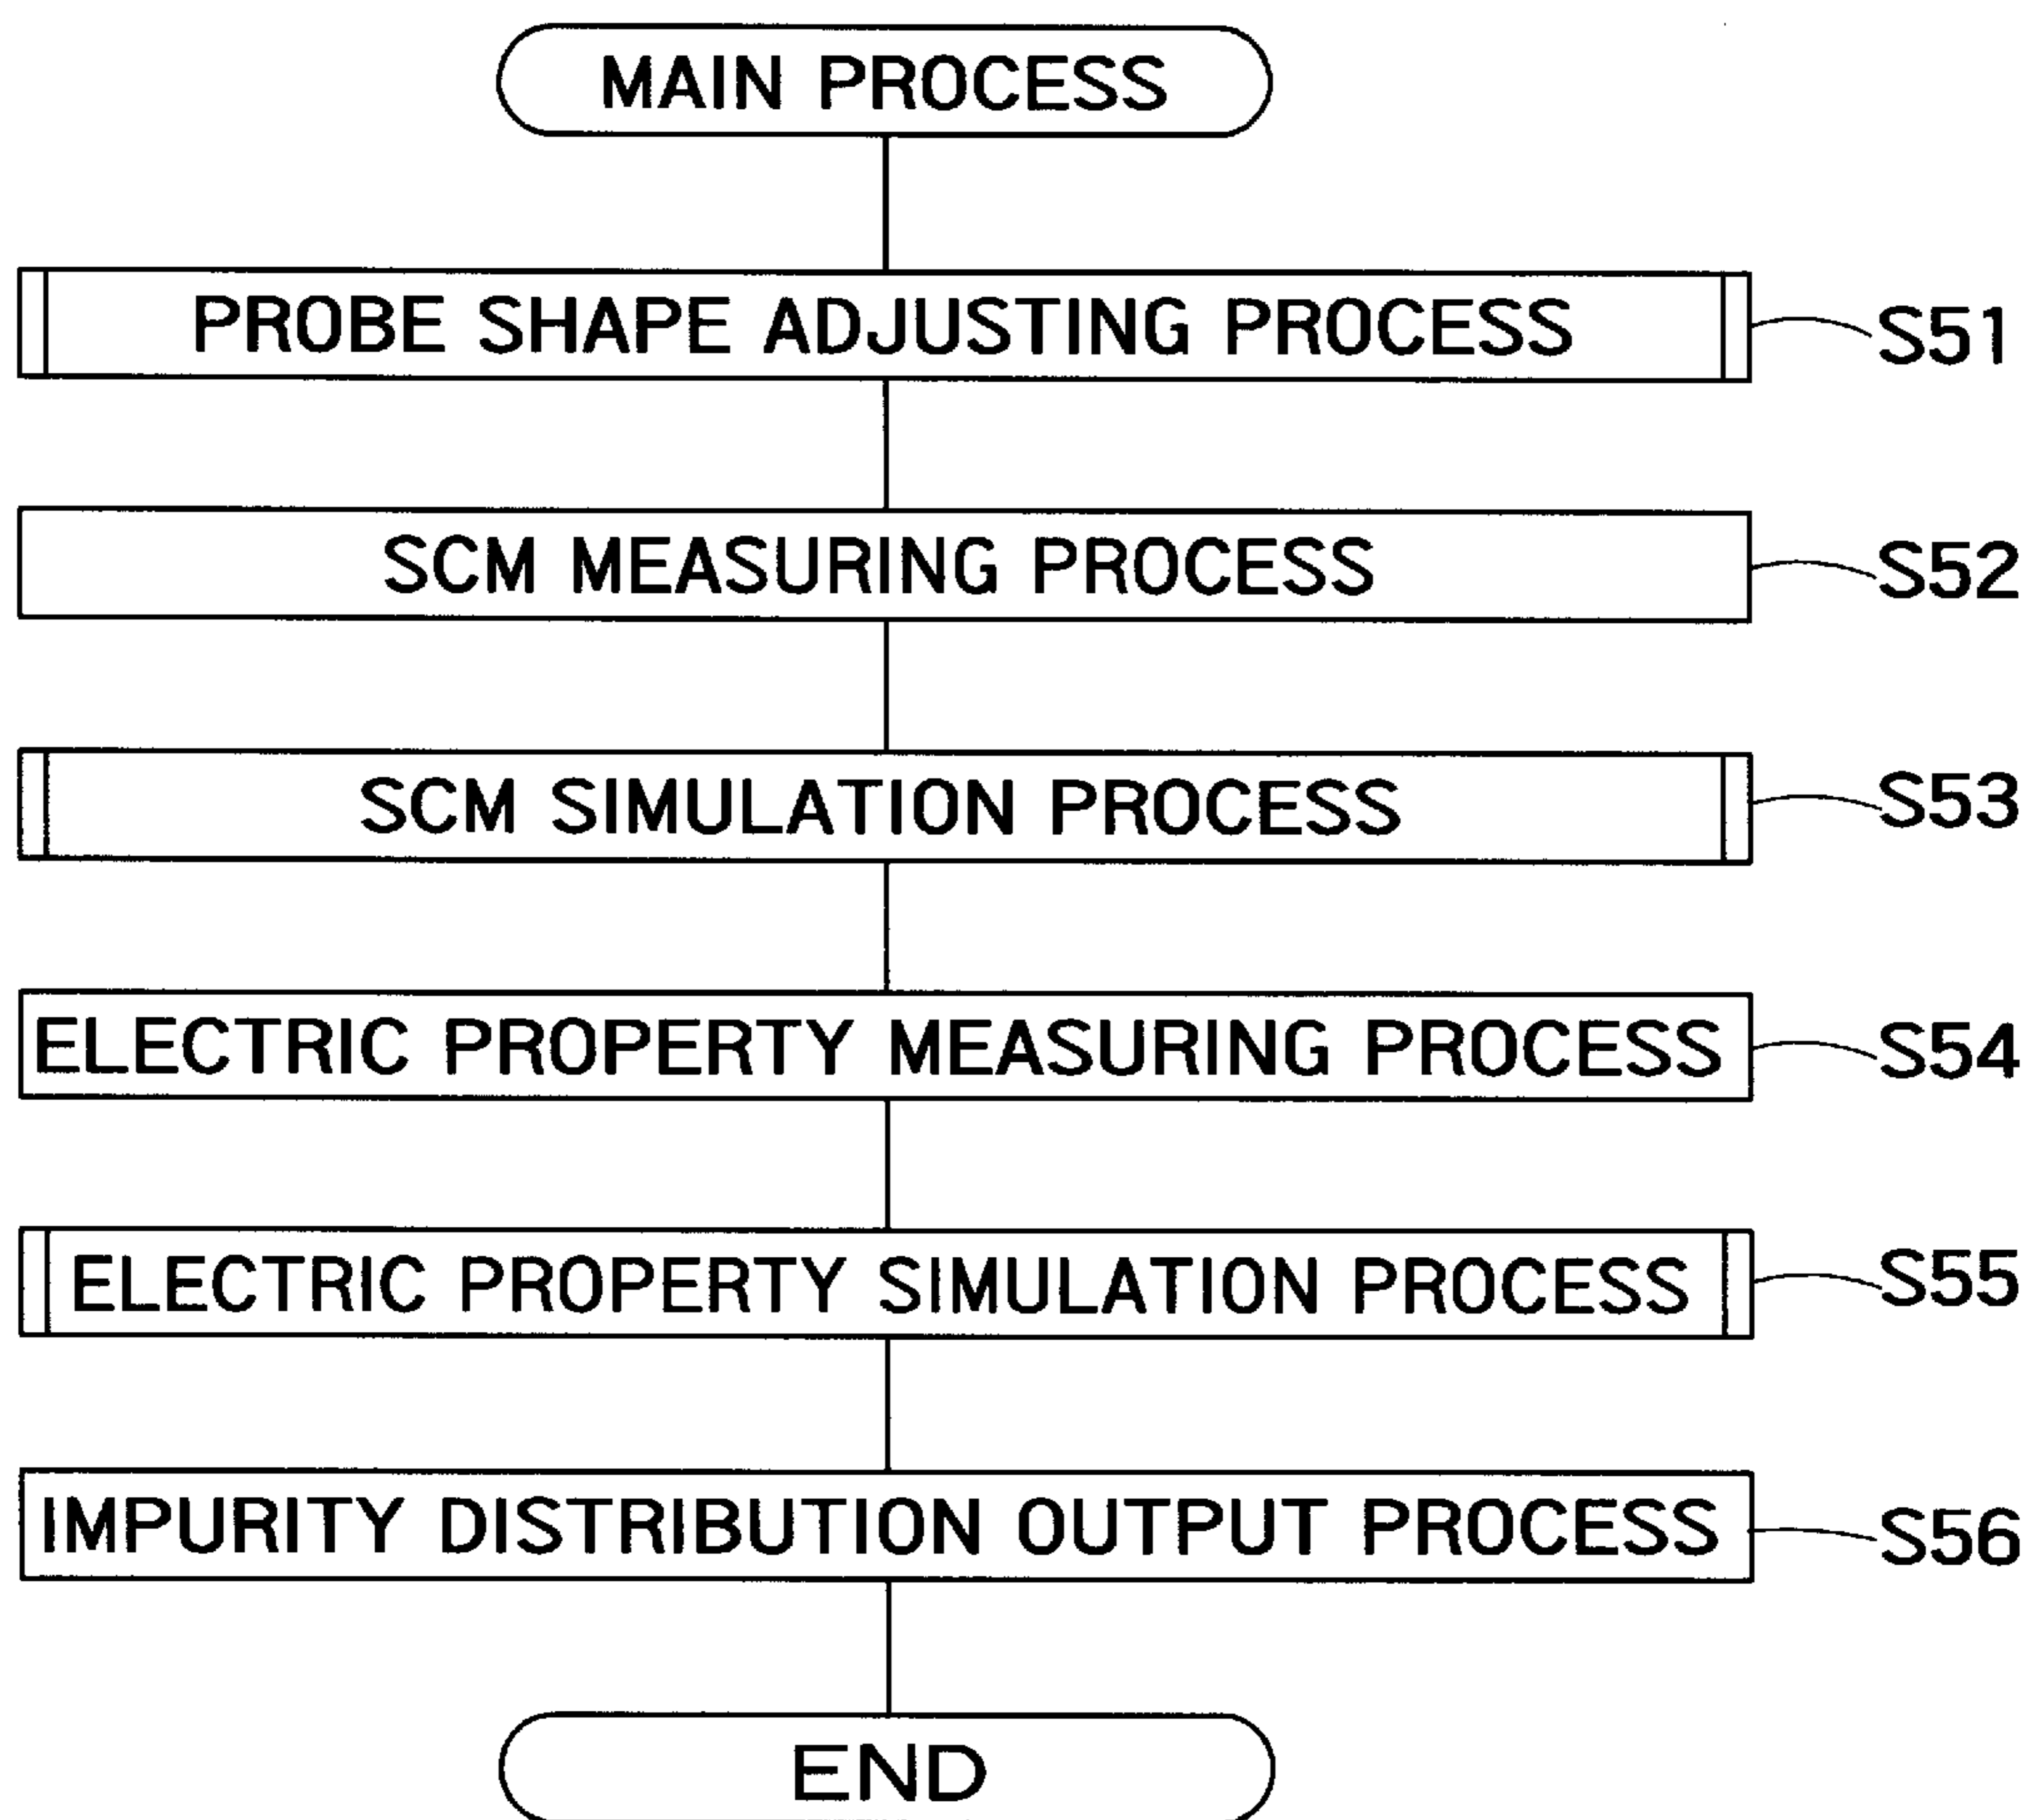 MAIN PROCESS
PROBE SHAPE ADJUSTING PROCESS S51
SCM MEASURING PROCESS S52
SCM SIMULATION PROCESS S53
ELECTRIC PROPERTY MEASURING PROCESS S54
ELECTRIC PROPERTY SIMULATION PROCESS S55
IMPURITY DISTRIBUTION OUTPUT PROCESS S56
END